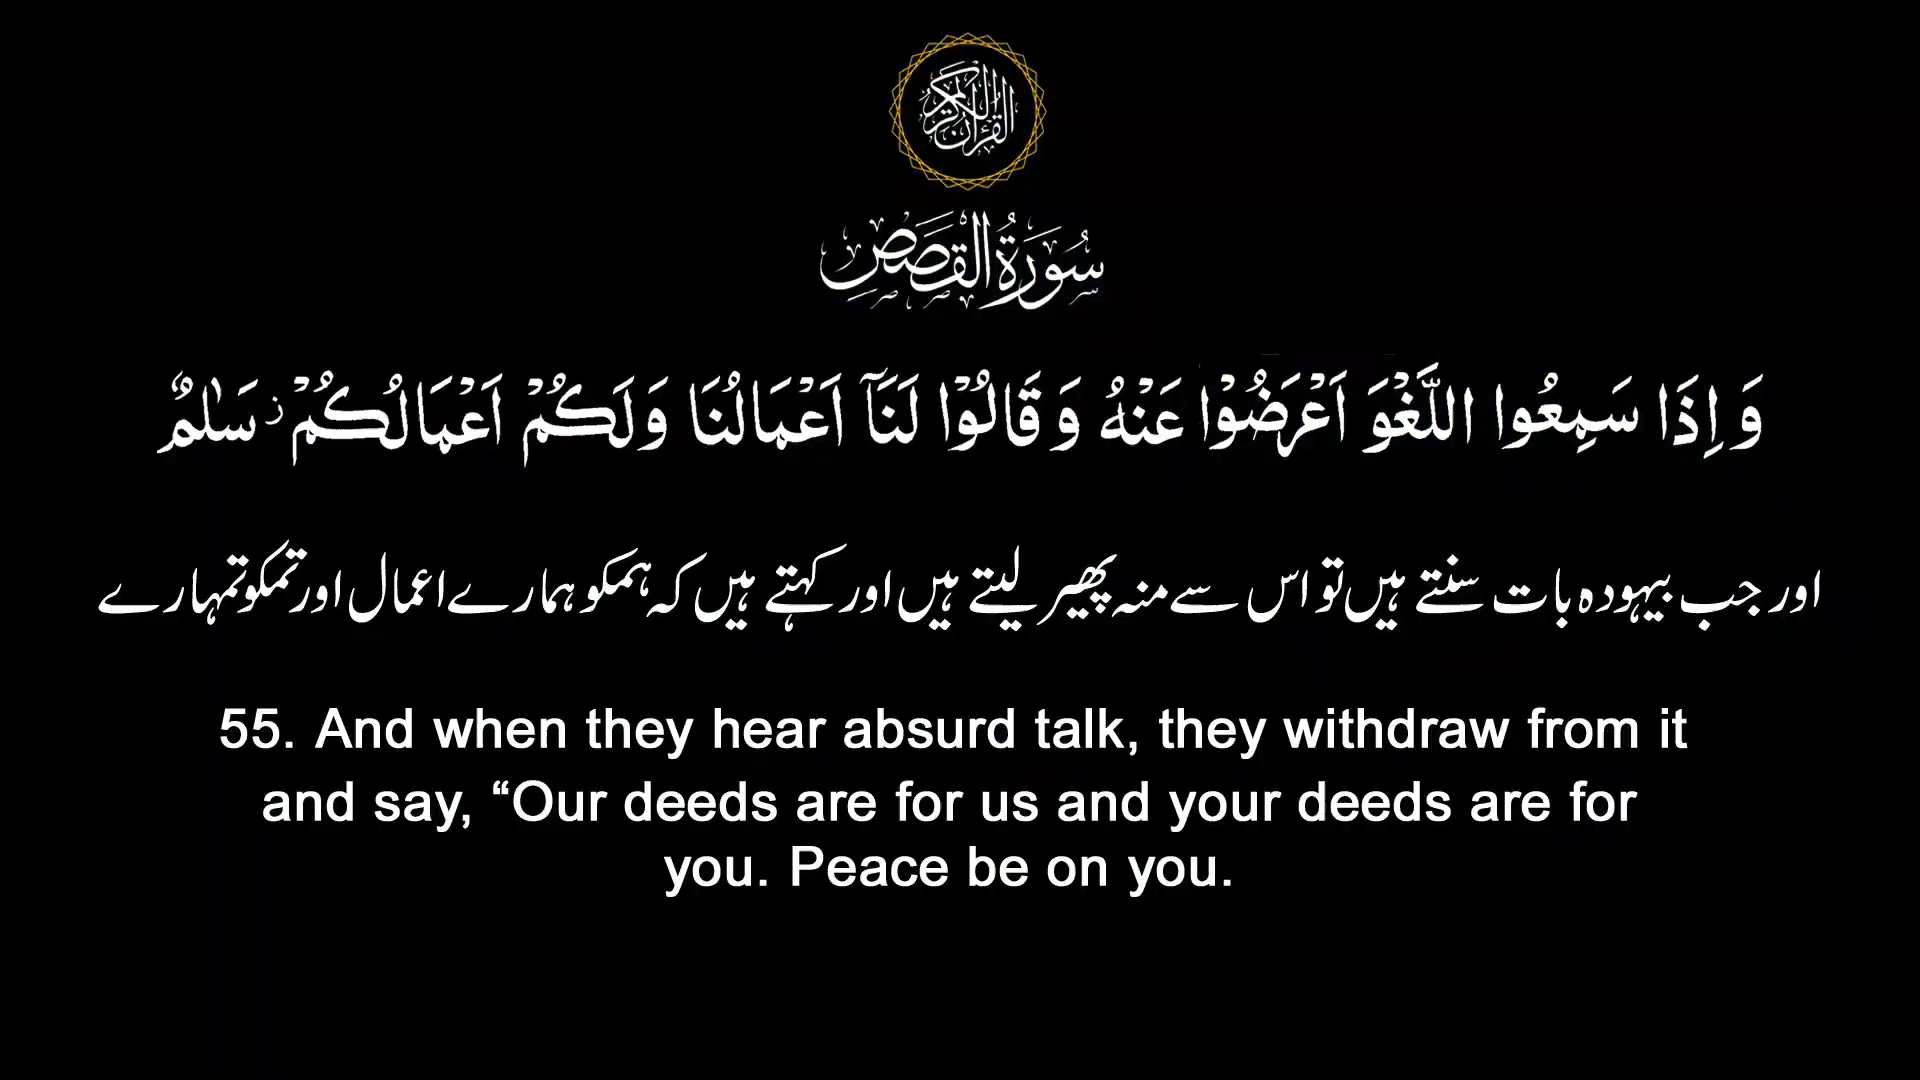 القرآن الكريم
سُورَةُ القَصَصِ
وَ اِذَا سَمِعُوا اللَّغْوَ اَعْرَضُوْا عَنْهُ وَ قَالُوْا لَنَاۤ اَعْمَالُنَا وَلَكُمْ اَعْمَالُكُمْ ز سَلٰمٌ
اور جب بیہودہ بات سنتے ہیں تو اس سے منہ پھیر لیتے ہیں اور کہتے ہیں کہ ہمکو ہمارے اعمال اور تمکو تمہارے
55. And when they hear absurd talk, they withdraw from it
and say, “Our deeds are for us and your deeds are for
you. Peace be on you.